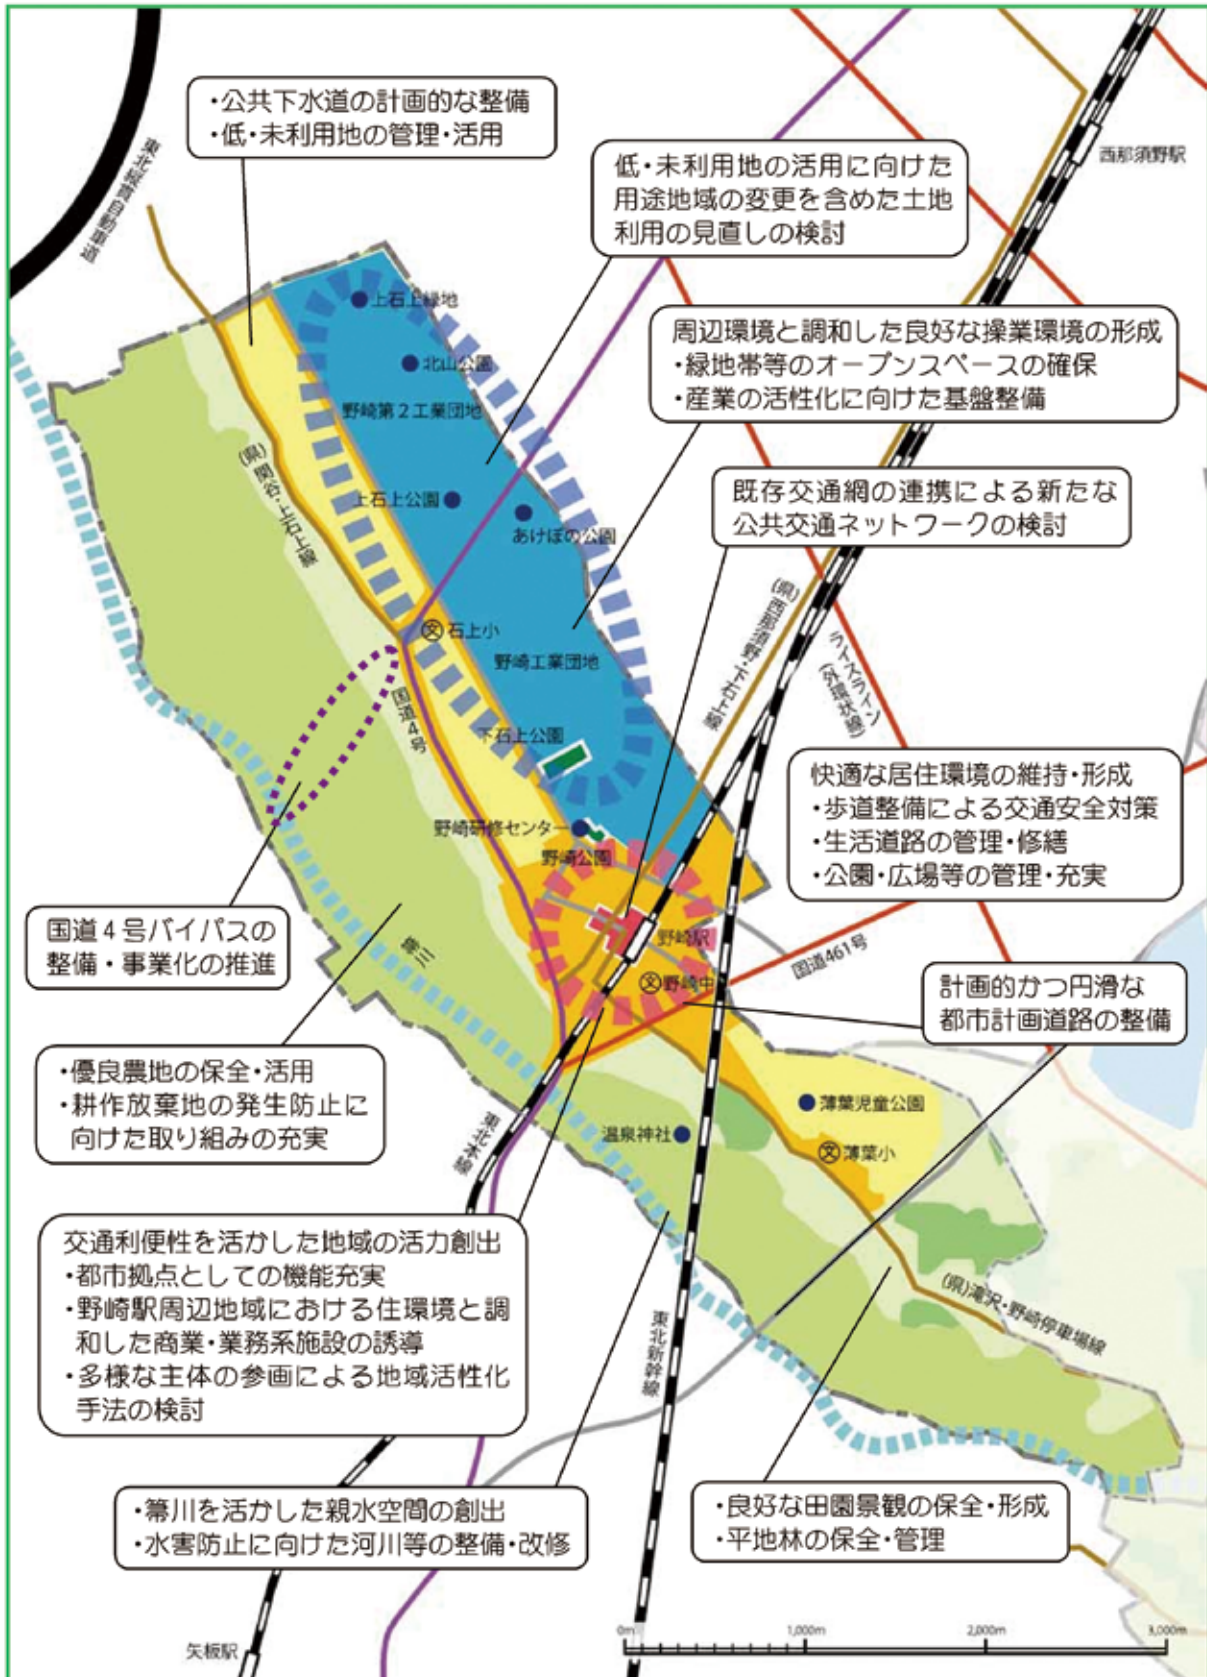 ・公共下水道の計画的な整備
・低・未利用地の管理・活用
東北縦貫自動車道
低・未利用地の活用に向けた
用途地域の変更を含めた土地
利用の見直しの検討
西那須野駅
上石上緑地
周辺環境と調和した良好な操業環境の形成
・緑地帯等のオープンスペースの確保
・産業の活性化に向けた基盤整備
北山公園
野崎第2工業団地
(県)関谷・上石上線
上石上公園
あけぼの公園
既存交通網の連携による新たな
公共交通ネットワークの検討
(県)西那須野・下石上線
ライスライン
(外環状線)
石上小
野崎工業団地
国道4号
下石上公園
快適な居住環境の維持・形成
・歩道整備による交通安全対策
・生活道路の管理・修繕
・公園・広場等の管理・充実
野崎研修センター
野崎公園
国道4号バイパスの
整備・事業化の推進
箒川
野崎駅
国道461号
野崎中
計画的かつ円滑な
都市計画道路の整備
・優良農地の保全・活用
・耕作放棄地の発生防止に
向けた取り組みの充実
東北本線
薄葉児童公園
温泉神社
薄葉小
交通利便性を活かした地域の活力創出
・都市拠点としての機能充実
・野崎駅周辺地域における住環境と調
和した商業・業務系施設の誘導
・多様な主体の参画による地域活性化
手法の検討
(県)滝沢・野崎停車場線
東北新幹線
・箒川を活かした親水空間の創出
・水害防止に向けた河川等の整備・改修
・良好な田園景観の保全・形成
・平地林の保全・管理
矢板駅
0m
1,000m
2,000m
3,000m
文
文
文